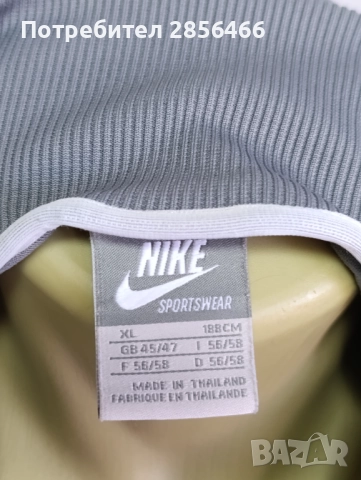 Потребител 2856466
NIKE
SPORTSWEAR
XL 188CM
GB 45/47 I 56/58
F 56/58 D 56/58
MADE IN THAILAND
FABRIQUE EN THAILANDE
BAZAR